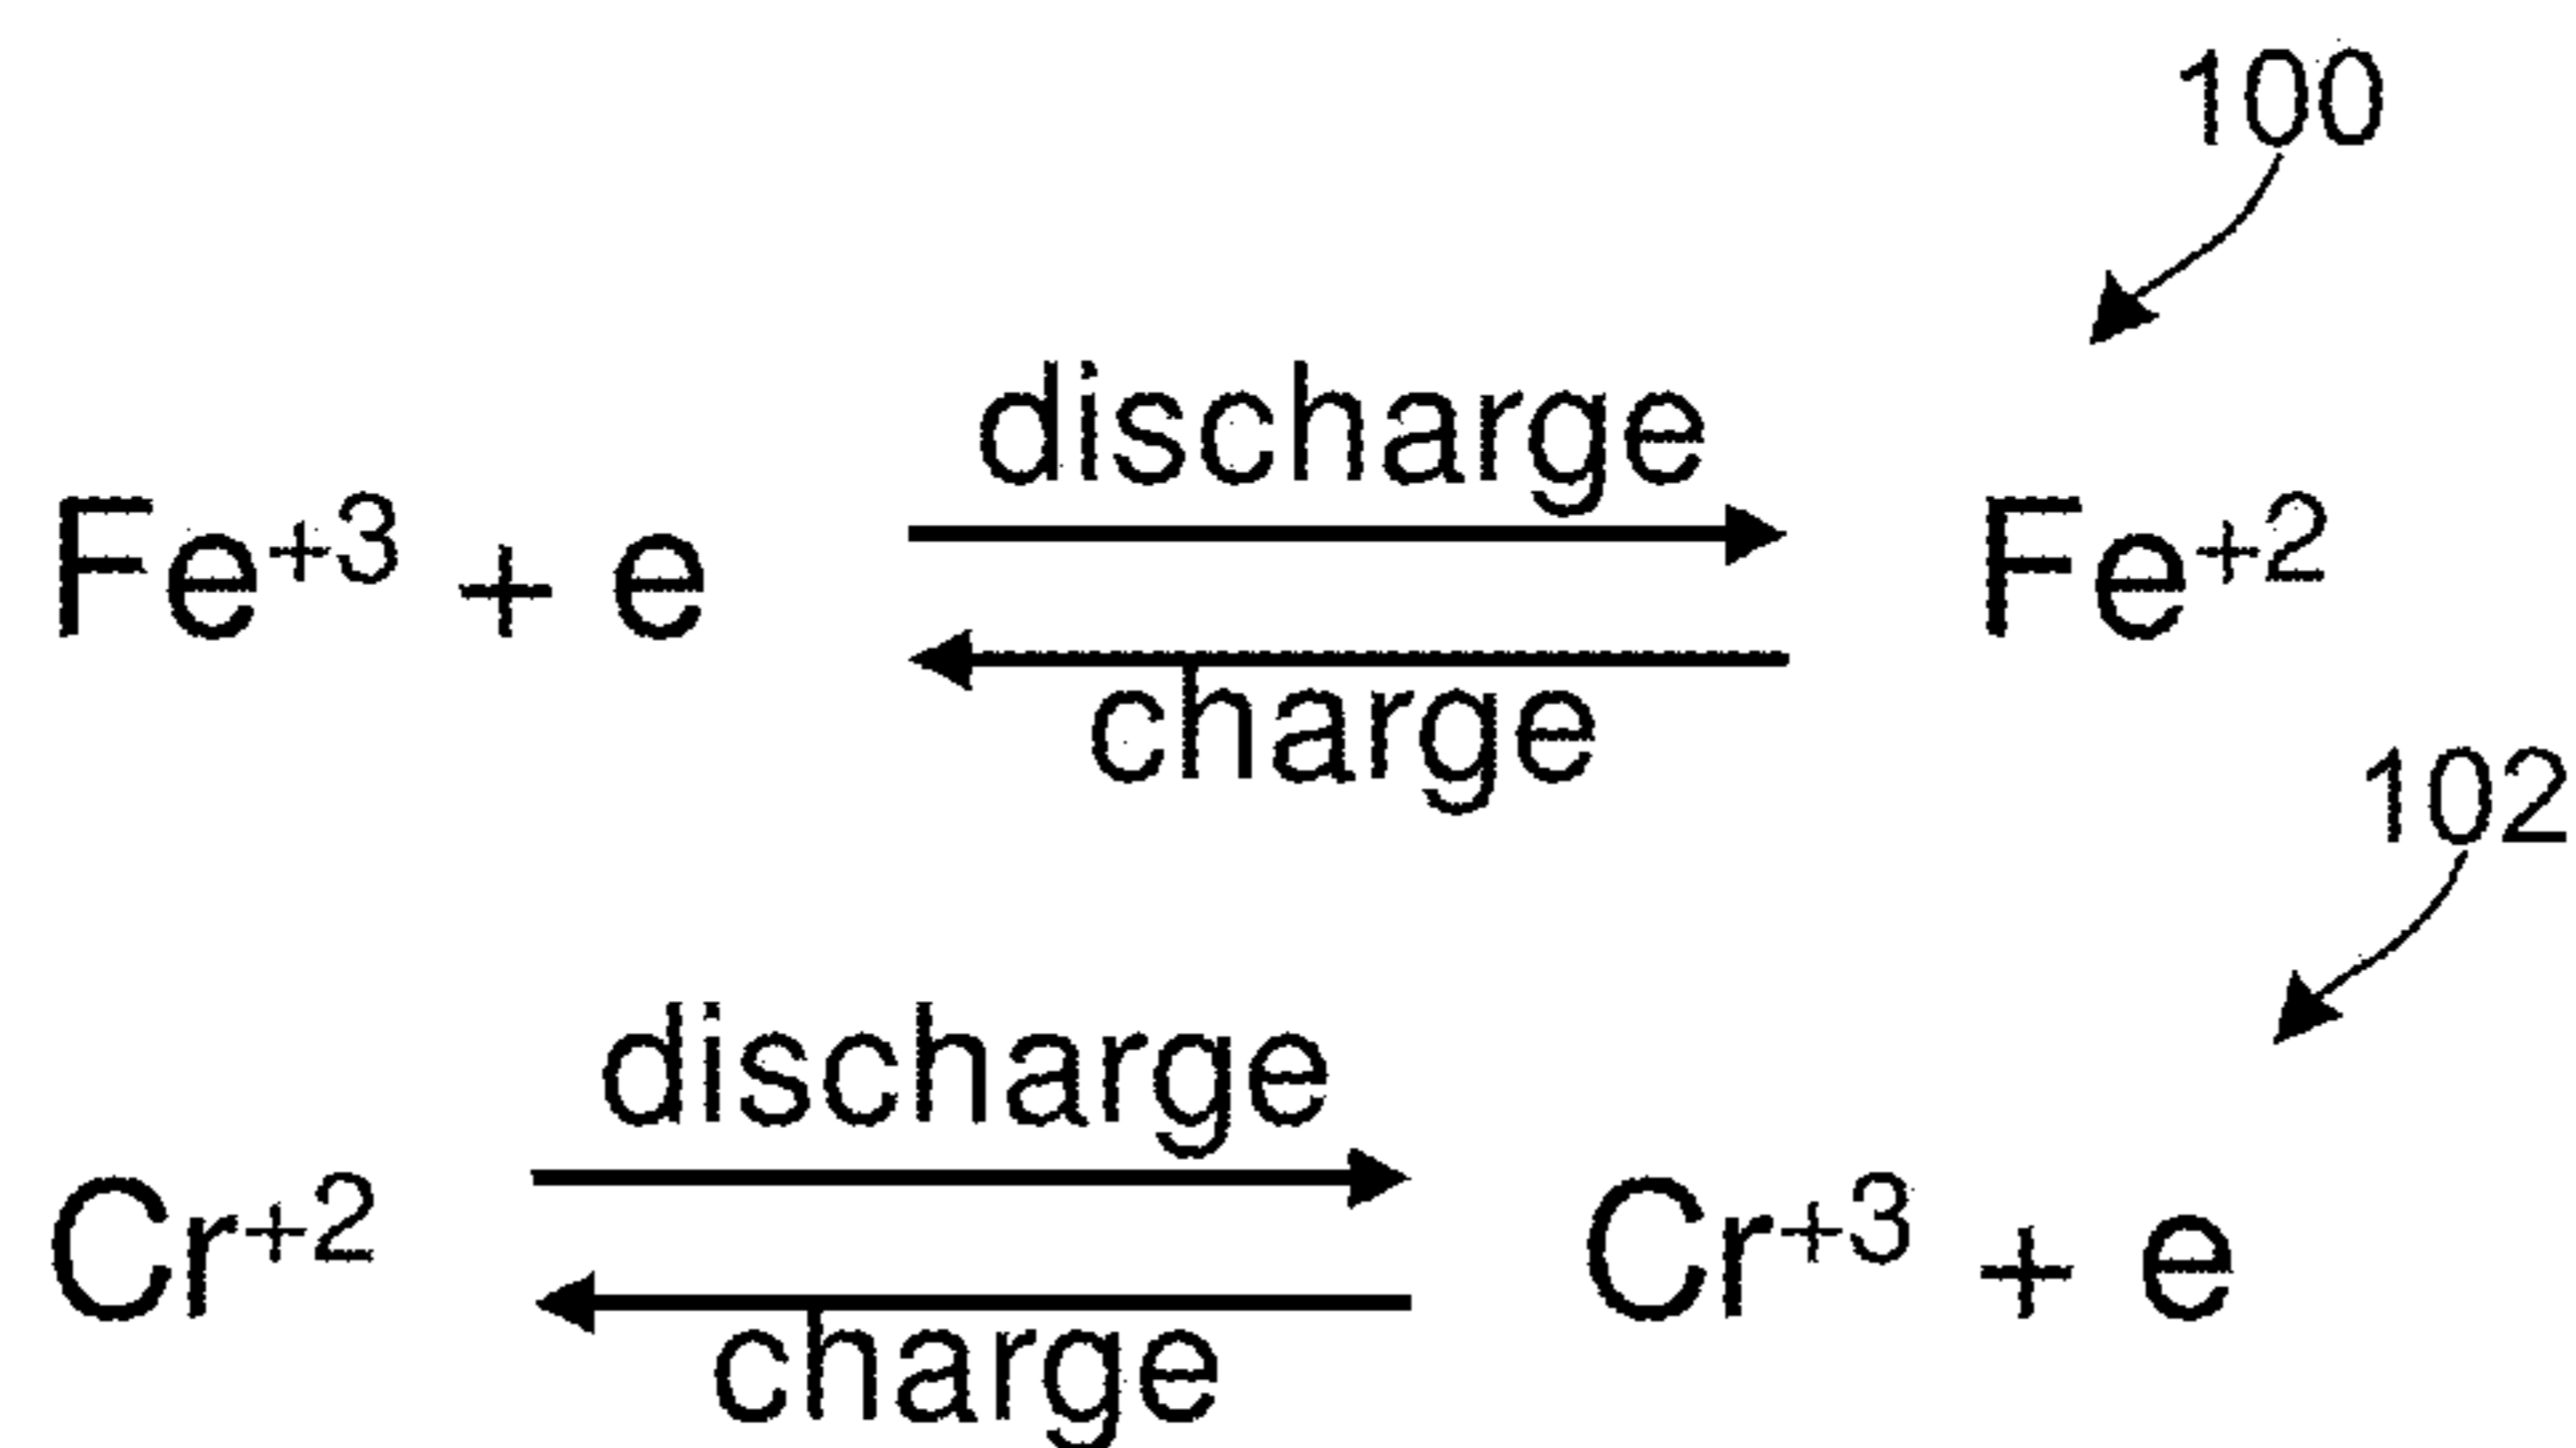 100
discharge
Fe+3 + e Fe+2
charge
102
discharge
Cr+2 Cr+3 + e
charge